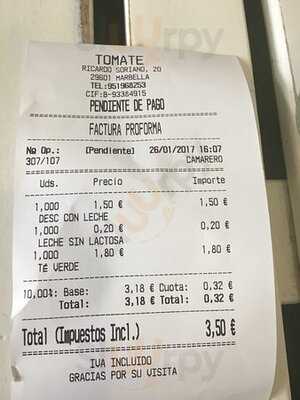 TOMATE
RICARDO SORIANO, 20
29601 MARBELLA
TEL:951968253
CIF:B-93384915
PENDIENTE DE PAGO
FACTURA PROFORMA
Nº Op.: [Pendiente] 26/01/2017 16:07
307/107 CAMARERO
Uds. Precio Importe
1,000 1,50 € 1,50 €
DESC CON LECHE
1,000 0,20 € 0,20 €
LECHE SIN LACTOSA
1,000 1,80 € 1,80 €
TÉ VERDE
10,00%: Base: 3,18 € Cuota: 0,32 €
Total: 3,18 € Total: 0,32 €
Total (Impuestos Incl.) 3,50 €
IVA INCLUIDO
GRACIAS POR SU VISITA